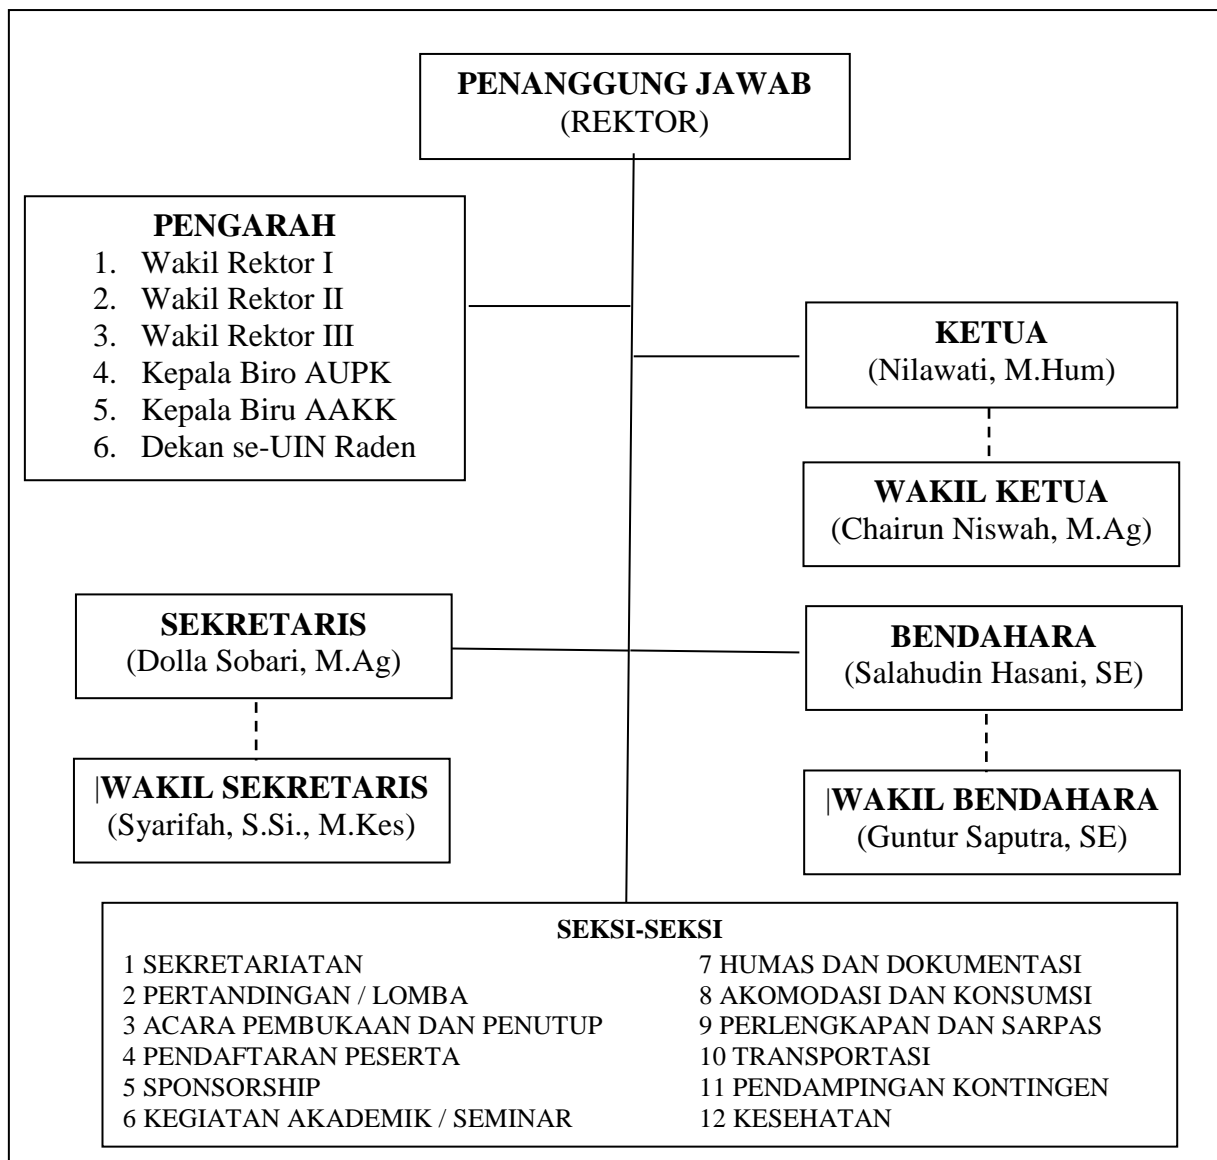 PENANGGUNG JAWAB
(REKTOR)
PENGARAH
1. Wakil Rektor I
2. Wakil Rektor II
3. Wakil Rektor III
4. Kepala Biro AUPK
5. Kepala Biru AAKK
6. Dekan se-UIN Raden
KETUA
(Nilawati, M.Hum)
WAKIL KETUA
(Chairun Niswah, M.Ag)
SEKRETARIS
(Dolla Sobari, M.Ag)
BENDAHARA
(Salahudin Hasani, SE)
|WAKIL SEKRETARIS
(Syarifah, S.Si., M.Kes)
|WAKIL BENDAHARA
(Guntur Saputra, SE)
SEKSI-SEKSI
1 SEKRETARIATAN
2 PERTANDINGAN / LOMBA
3 ACARA PEMBUKAAN DAN PENUTUP
4 PENDAFTARAN PESERTA
5 SPONSORSHIP
6 KEGIATAN AKADEMIK / SEMINAR
7 HUMAS DAN DOKUMENTASI
8 AKOMODASI DAN KONSUMSI
9 PERLENGKAPAN DAN SARPAS
10 TRANSPORTASI
11 PENDAMPINGAN KONTINGEN
12 KESEHATAN